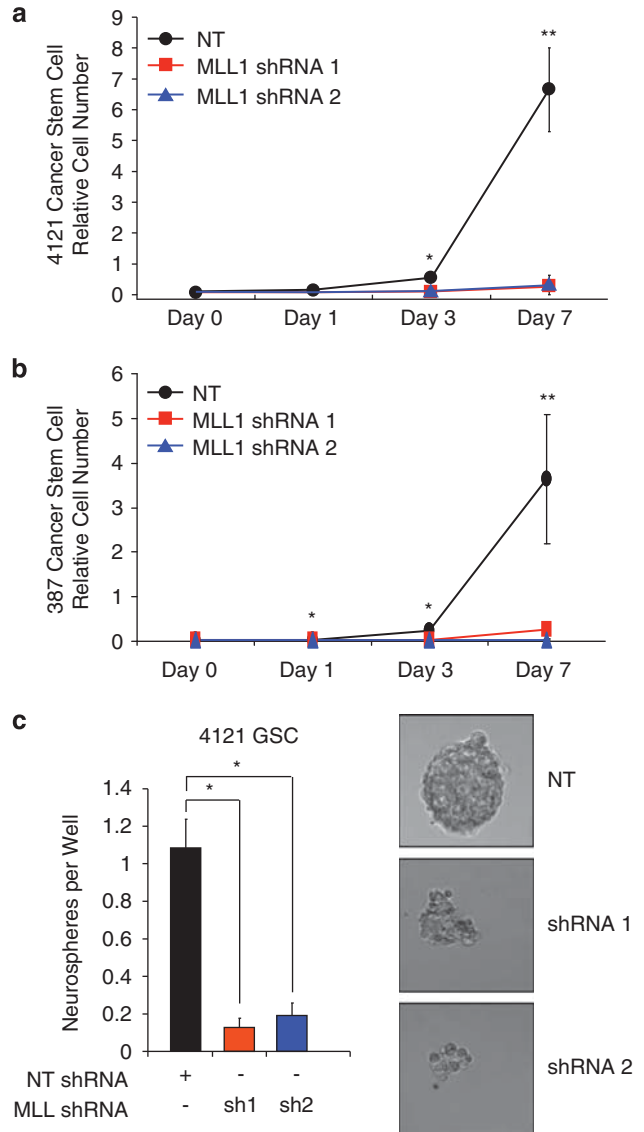 a
4121 Cancer Stem Cell
Relative Cell Number
9
8
7
6
5
4
3
2
1
0
NT
MLL1 shRNA 1
MLL1 shRNA 2
*
**
Day 0 Day 1 Day 3 Day 7
b
387 Cancer Stem Cell
Relative Cell Number
6
5
4
3
2
1
0
NT
MLL1 shRNA 1
MLL1 shRNA 2
*
*
**
Day 0 Day 1 Day 3 Day 7
c
4121 GSC
Neurospheres per Well
1.4
1.2
1
0.8
0.6
0.4
0.2
0
*
*
NT shRNA + - -
MLL shRNA - sh1 sh2
NT
shRNA 1
shRNA 2